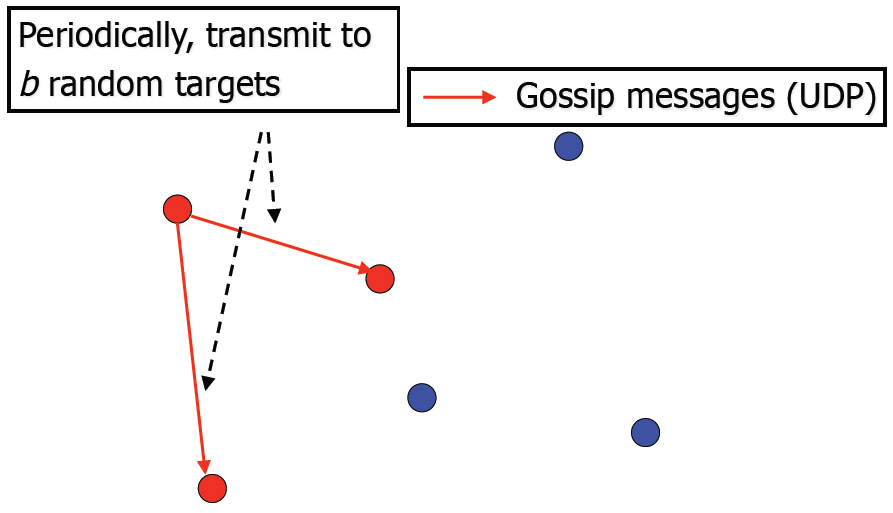 Periodically, transmit to
b random targets
Gossip messages (UDP)